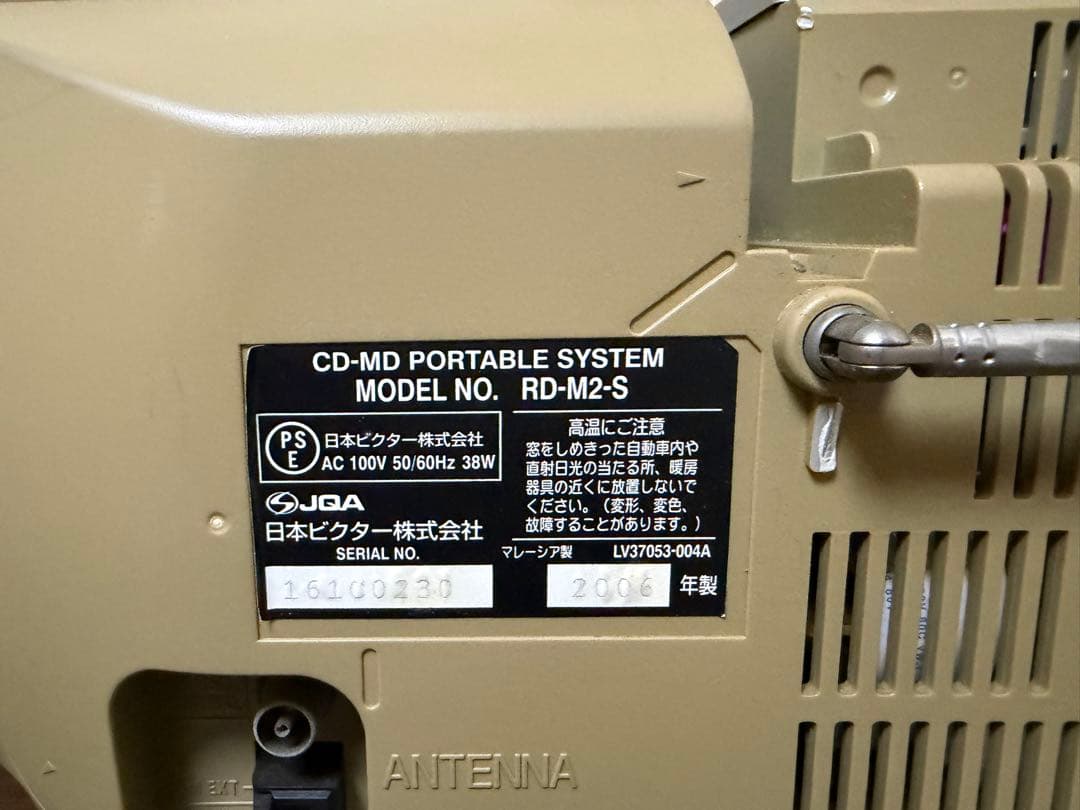 CD-MD PORTABLE SYSTEM
MODEL NO. RD-M2-S
PS
E
日本ビクター株式会社
AC 100V 50/60Hz 38W
JQA
日本ビクター株式会社
SERIAL NO.
16100230
高温にご注意
窓をしめきった自動車内や
直射日光の当たる所、暖房
器具の近くに放置しないで
ください。（変形、変色、
故障することがあります。）
マレーシア製 LV37053-004A
2006 年製
EXT
ANTENNA